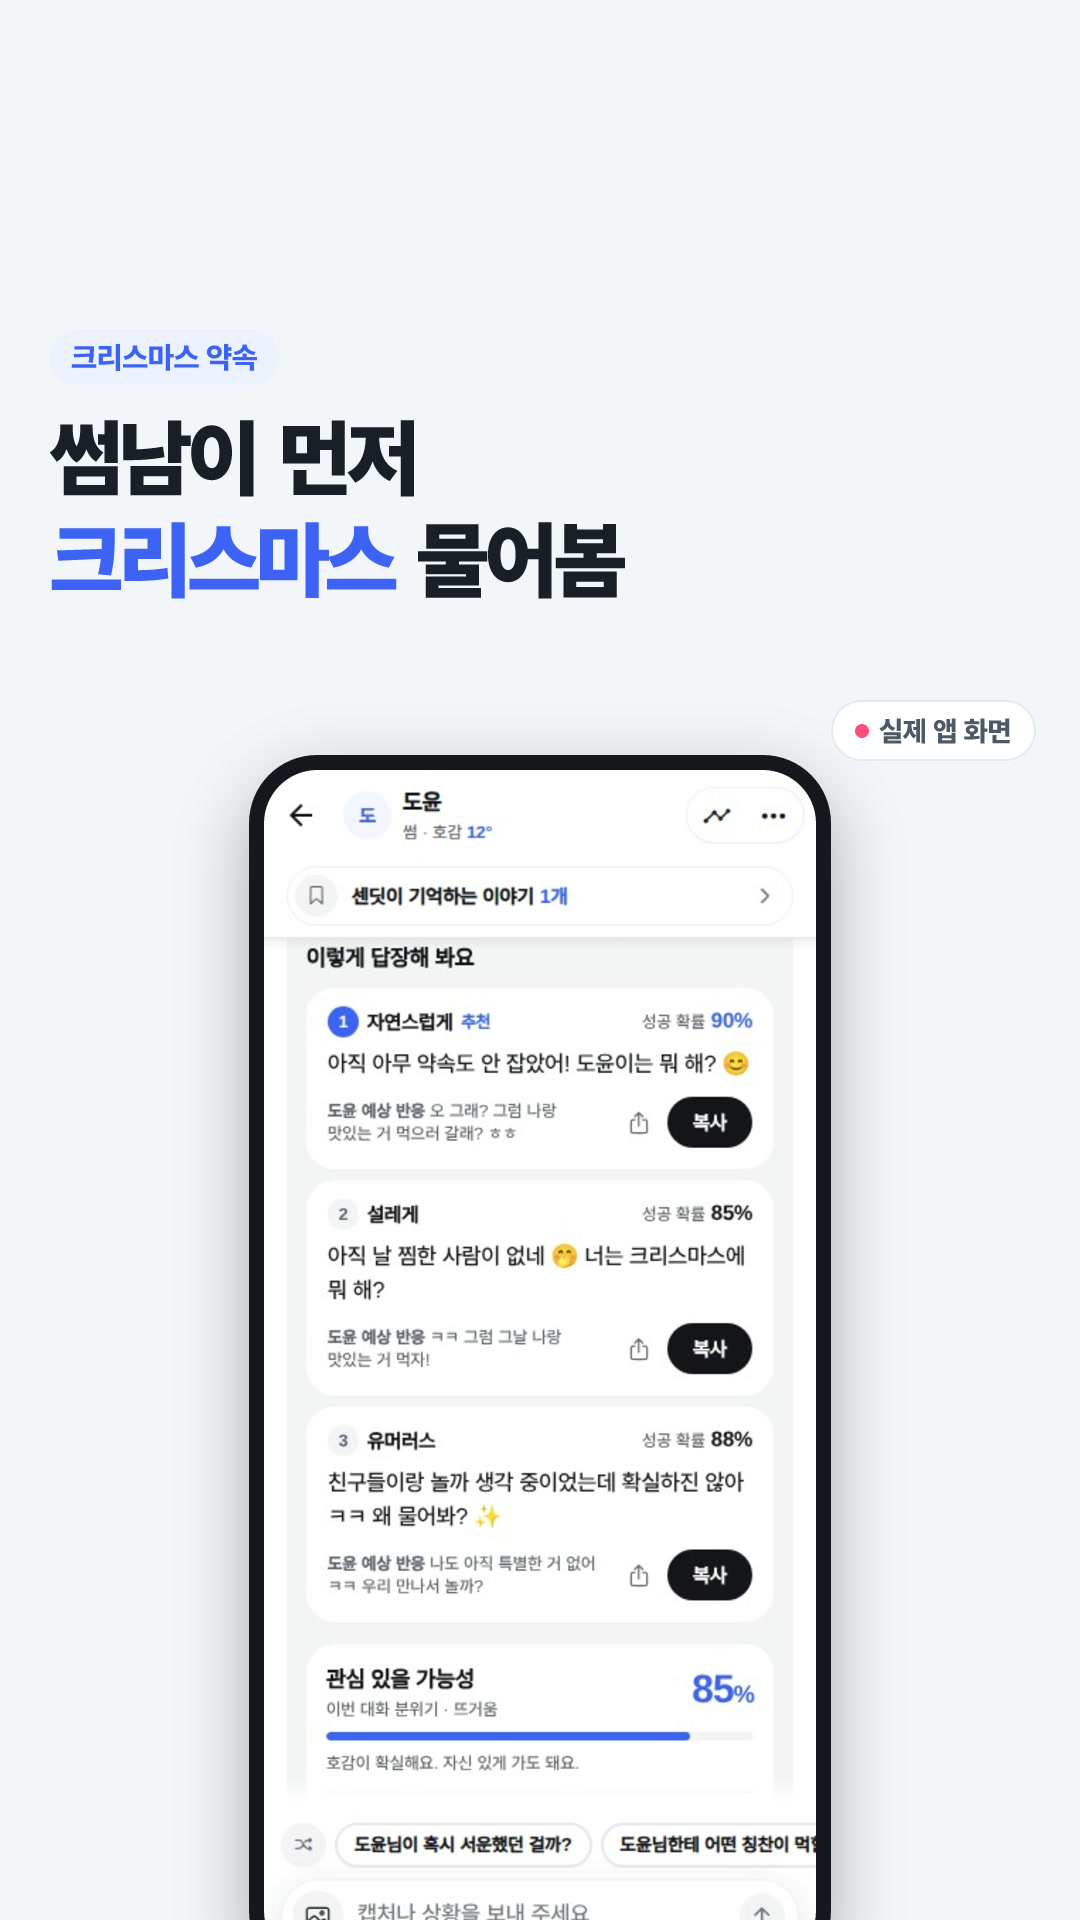 크리스마스 약속
썸남이 먼저
크리스마스 물어봄
실제 앱 화면
도 도윤
썸 · 호감 12°
센딧이 기억하는 이야기 1개
이렇게 답장해 봐요
1 자연스럽게 추천 성공 확률 90%
아직 아무 약속도 안 잡았어! 도윤이는 뭐 해? 😊
도윤 예상 반응 오 그래? 그럼 나랑
맛있는 거 먹으러 갈래? ㅎㅎ
복사
2 설레게 성공 확률 85%
아직 날 찜한 사람이 없네 🤭 너는 크리스마스에
뭐 해?
도윤 예상 반응 ㅋㅋ 그럼 그날 나랑
맛있는 거 먹자!
복사
3 유머러스 성공 확률 88%
친구들이랑 놀까 생각 중이었는데 확실하진 않아
ㅋㅋ 왜 물어봐? ✨
도윤 예상 반응 나도 아직 특별한 거 없어
ㅋㅋ 우리 만나서 놀까?
복사
관심 있을 가능성 85%
이번 대화 분위기 · 뜨거움
호감이 확실해요. 자신 있게 가도 돼요.
도윤님이 혹시 서운했던 걸까? 도윤님한테 어떤 칭찬이
캡처나 상황을 보내 주세요